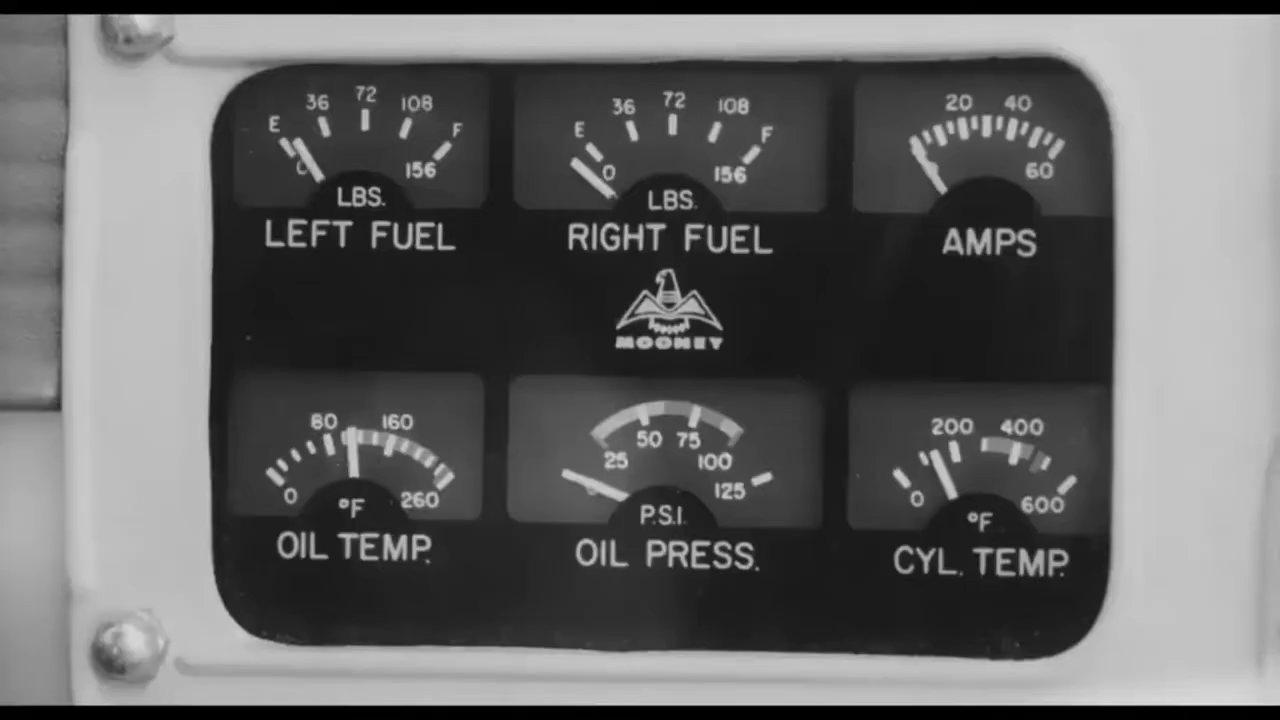 E 36 72 108 F
0 156
LBS.
LEFT FUEL
E 36 72 108 F
0 156
LBS.
RIGHT FUEL
20 40
60
AMPS
MOONEY
80 160
0 260
°F
OIL TEMP.
50 75
25 100
125
P.S.I.
OIL PRESS.
200 400
0 600
°F
CYL. TEMP.